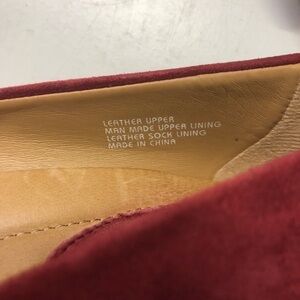 LEATHER UPPER
MAN MADE UPPER LINING
LEATHER SOCK LINING
MADE IN CHINA